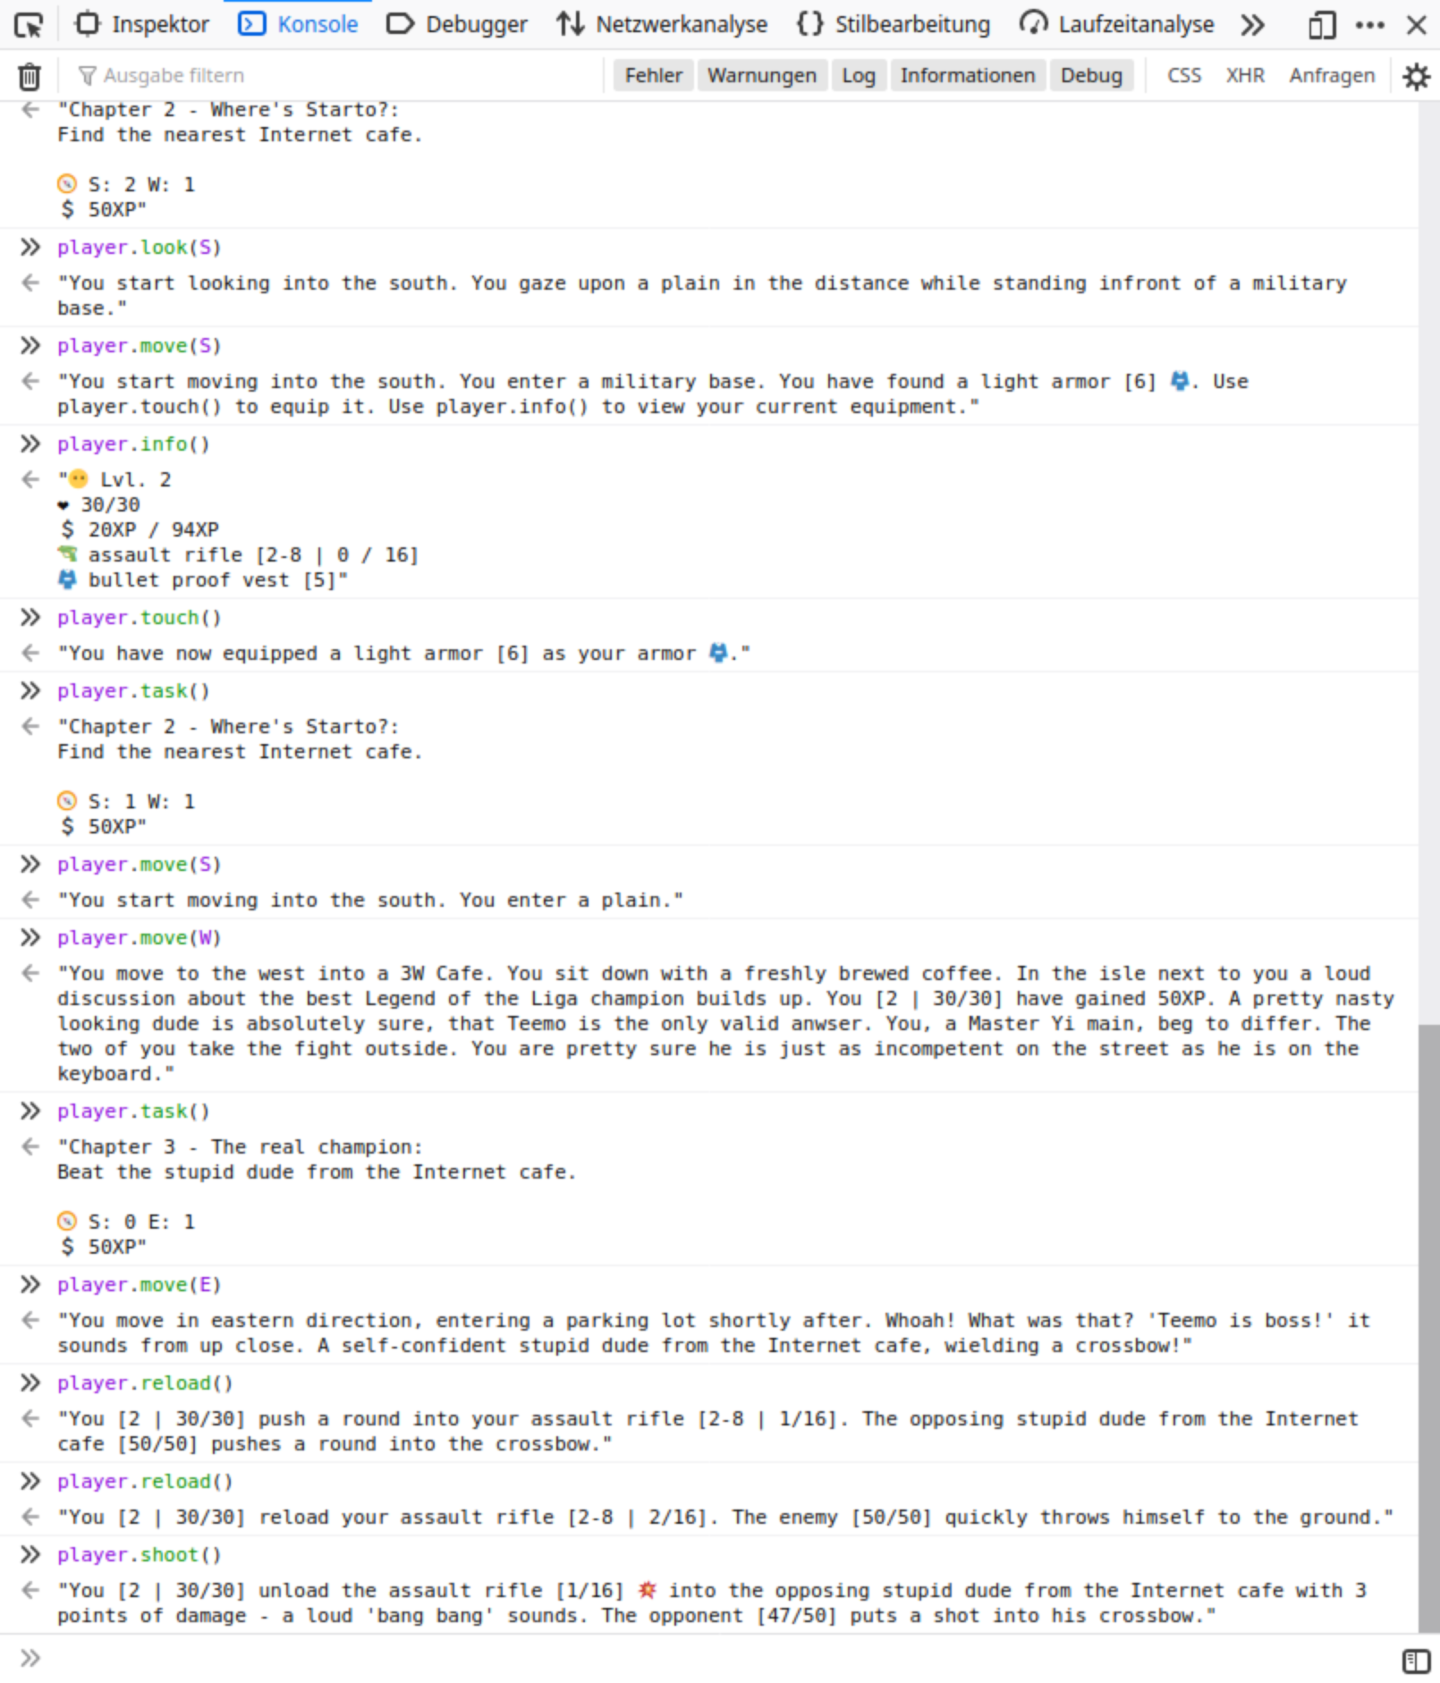 Inspektor Konsole Debugger Netzwerkanalyse Stilbearbeitung Laufzeitanalyse
Ausgabe filtern Fehler Warnungen Log Informationen Debug CSS XHR Anfragen
"Chapter 2 - Where's Starto?:
Find the nearest Internet cafe.
🧭 S: 2 W: 1
$ 50XP"
player.look(S)
"You start looking into the south. You gaze upon a plain in the distance while standing infront of a military
base."
player.move(S)
"You start moving into the south. You enter a military base. You have found a light armor [6] 🦺. Use
player.touch() to equip it. Use player.info() to view your current equipment."
player.info()
"😶 Lvl. 2
❤ 30/30
$ 20XP / 94XP
🔫 assault rifle [2-8 | 0 / 16]
🦺 bullet proof vest [5]"
player.touch()
"You have now equipped a light armor [6] as your armor 🦺."
player.task()
"Chapter 2 - Where's Starto?:
Find the nearest Internet cafe.
🧭 S: 1 W: 1
$ 50XP"
player.move(S)
"You start moving into the south. You enter a plain."
player.move(W)
"You move to the west into a 3W Cafe. You sit down with a freshly brewed coffee. In the isle next to you a loud
discussion about the best Legend of the Liga champion builds up. You [2 | 30/30] have gained 50XP. A pretty nasty
looking dude is absolutely sure, that Teemo is the only valid anwser. You, a Master Yi main, beg to differ. The
two of you take the fight outside. You are pretty sure he is just as incompetent on the street as he is on the
keyboard."
player.task()
"Chapter 3 - The real champion:
Beat the stupid dude from the Internet cafe.
🧭 S: 0 E: 1
$ 50XP"
player.move(E)
"You move in eastern direction, entering a parking lot shortly after. Whoah! What was that? 'Teemo is boss!' it
sounds from up close. A self-confident stupid dude from the Internet cafe, wielding a crossbow!"
player.reload()
"You [2 | 30/30] push a round into your assault rifle [2-8 | 1/16]. The opposing stupid dude from the Internet
cafe [50/50] pushes a round into the crossbow."
player.reload()
"You [2 | 30/30] reload your assault rifle [2-8 | 2/16]. The enemy [50/50] quickly throws himself to the ground."
player.shoot()
"You [2 | 30/30] unload the assault rifle [1/16] 💥 into the opposing stupid dude from the Internet cafe with 3
points of damage - a loud 'bang bang' sounds. The opponent [47/50] puts a shot into his crossbow."